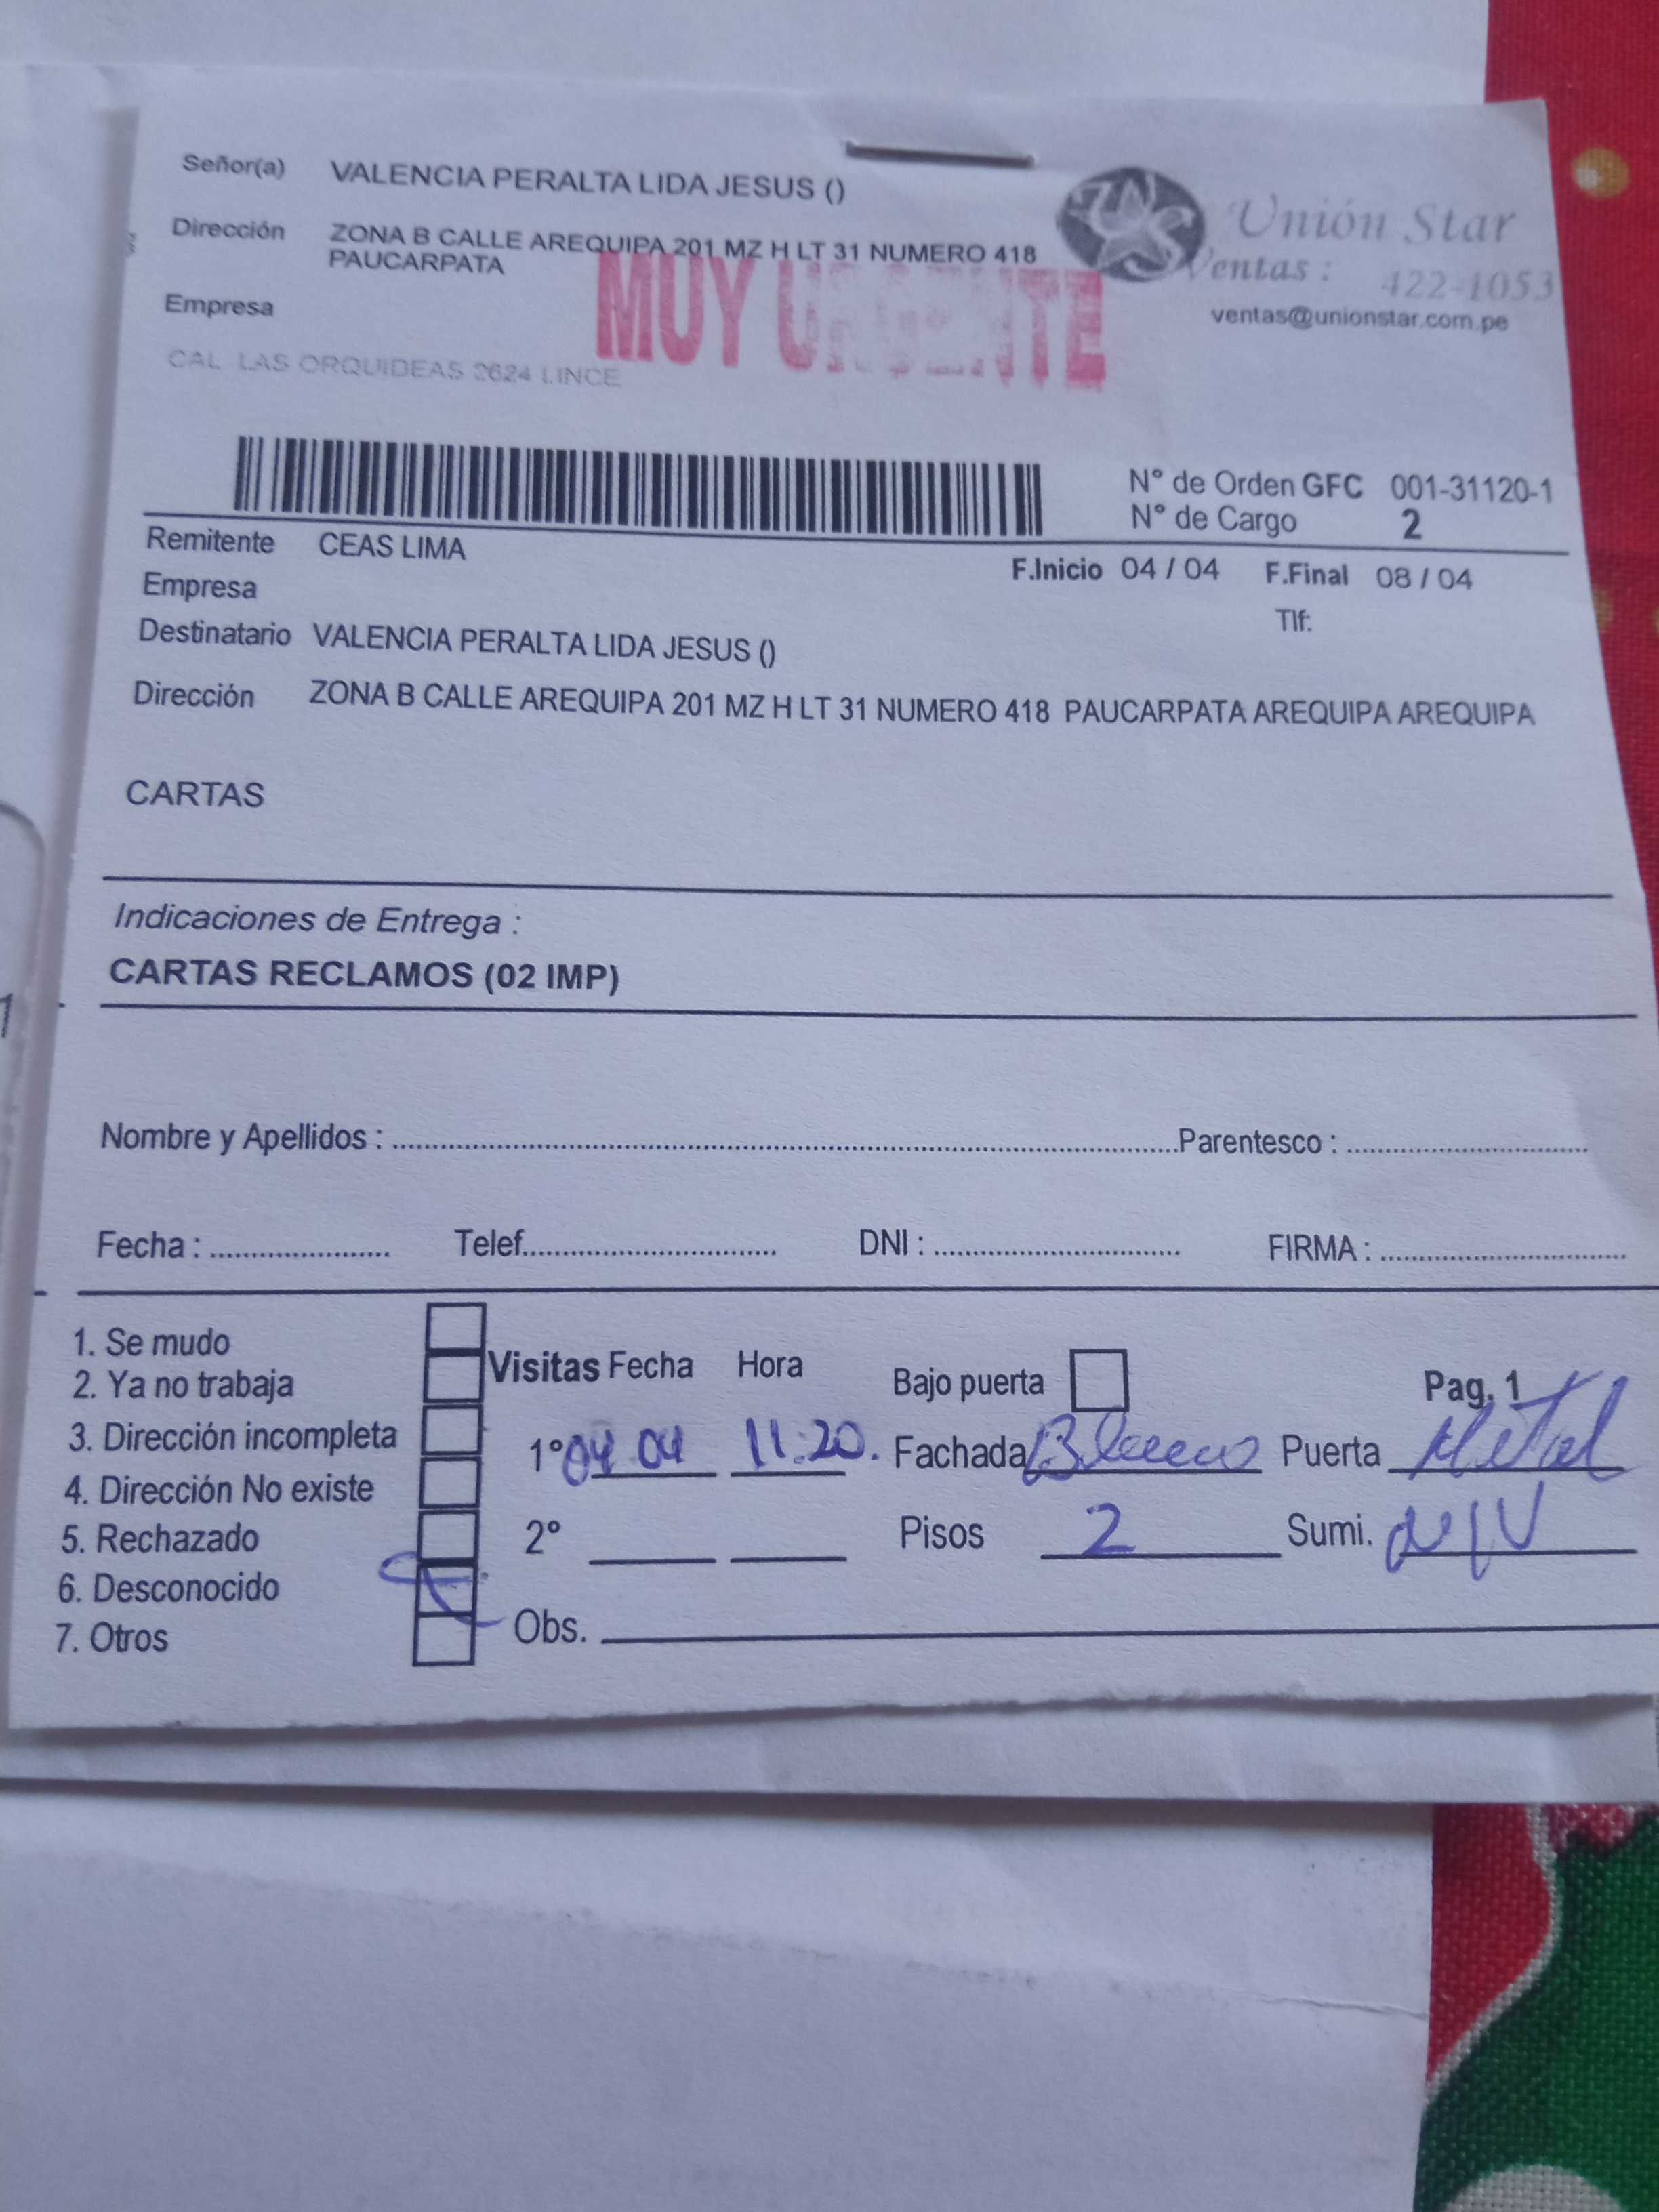 Señor(a) VALENCIA PERALTA LIDA JESUS ()
Dirección ZONA B CALLE AREQUIPA 201 MZ H LT 31 NUMERO 418
PAUCARPATA
Empresa
CAL LAS ORQUIDEAS 2624 LINCE
MUY URGENTE
Unión Star
Ventas : 422-1053
ventas@unionstar.com.pe
N° de Orden GFC 001-31120-1
N° de Cargo 2
Remitente CEAS LIMA
F.Inicio 04 / 04 F.Final 08 / 04
Empresa
Tlf:
Destinatario VALENCIA PERALTA LIDA JESUS ()
Dirección ZONA B CALLE AREQUIPA 201 MZ H LT 31 NUMERO 418 PAUCARPATA AREQUIPA AREQUIPA
CARTAS
Indicaciones de Entrega :
CARTAS RECLAMOS (02 IMP)
Nombre y Apellidos : Parentesco :
Fecha : Telef. DNI : FIRMA :
1. Se mudo
2. Ya no trabaja
3. Dirección incompleta
4. Dirección No existe
5. Rechazado
6. Desconocido
7. Otros
Visitas Fecha Hora Bajo puerta Pag. 1
1° 04 04 11:20. Fachada Blanco Puerta Metal
2° Pisos 2 Sumi. N/V
Obs.